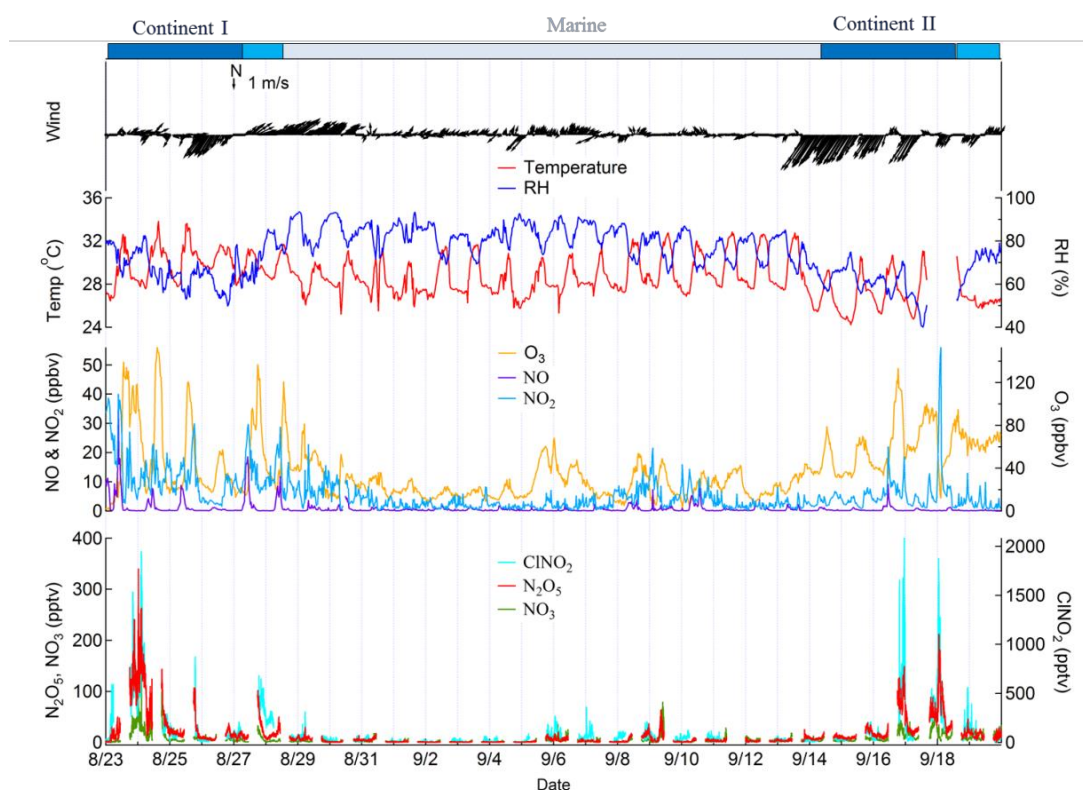 Continent I Marine Continent II
N
1 m/s
Wind
Temperature
RH
36
32
28
24
Temp (°C)
100
80
60
40
RH (%)
O₃
NO
NO₂
50
40
30
20
10
0
NO & NO₂ (ppbv)
120
80
40
0
O₃ (ppbv)
ClNO₂
N₂O₅
NO₃
400
300
200
100
0
N₂O₅, NO₃ (pptv)
2000
1500
1000
500
0
ClNO₂ (pptv)
8/23 8/25 8/27 8/29 8/31 9/2 9/4 9/6 9/8 9/10 9/12 9/14 9/16 9/18
Date